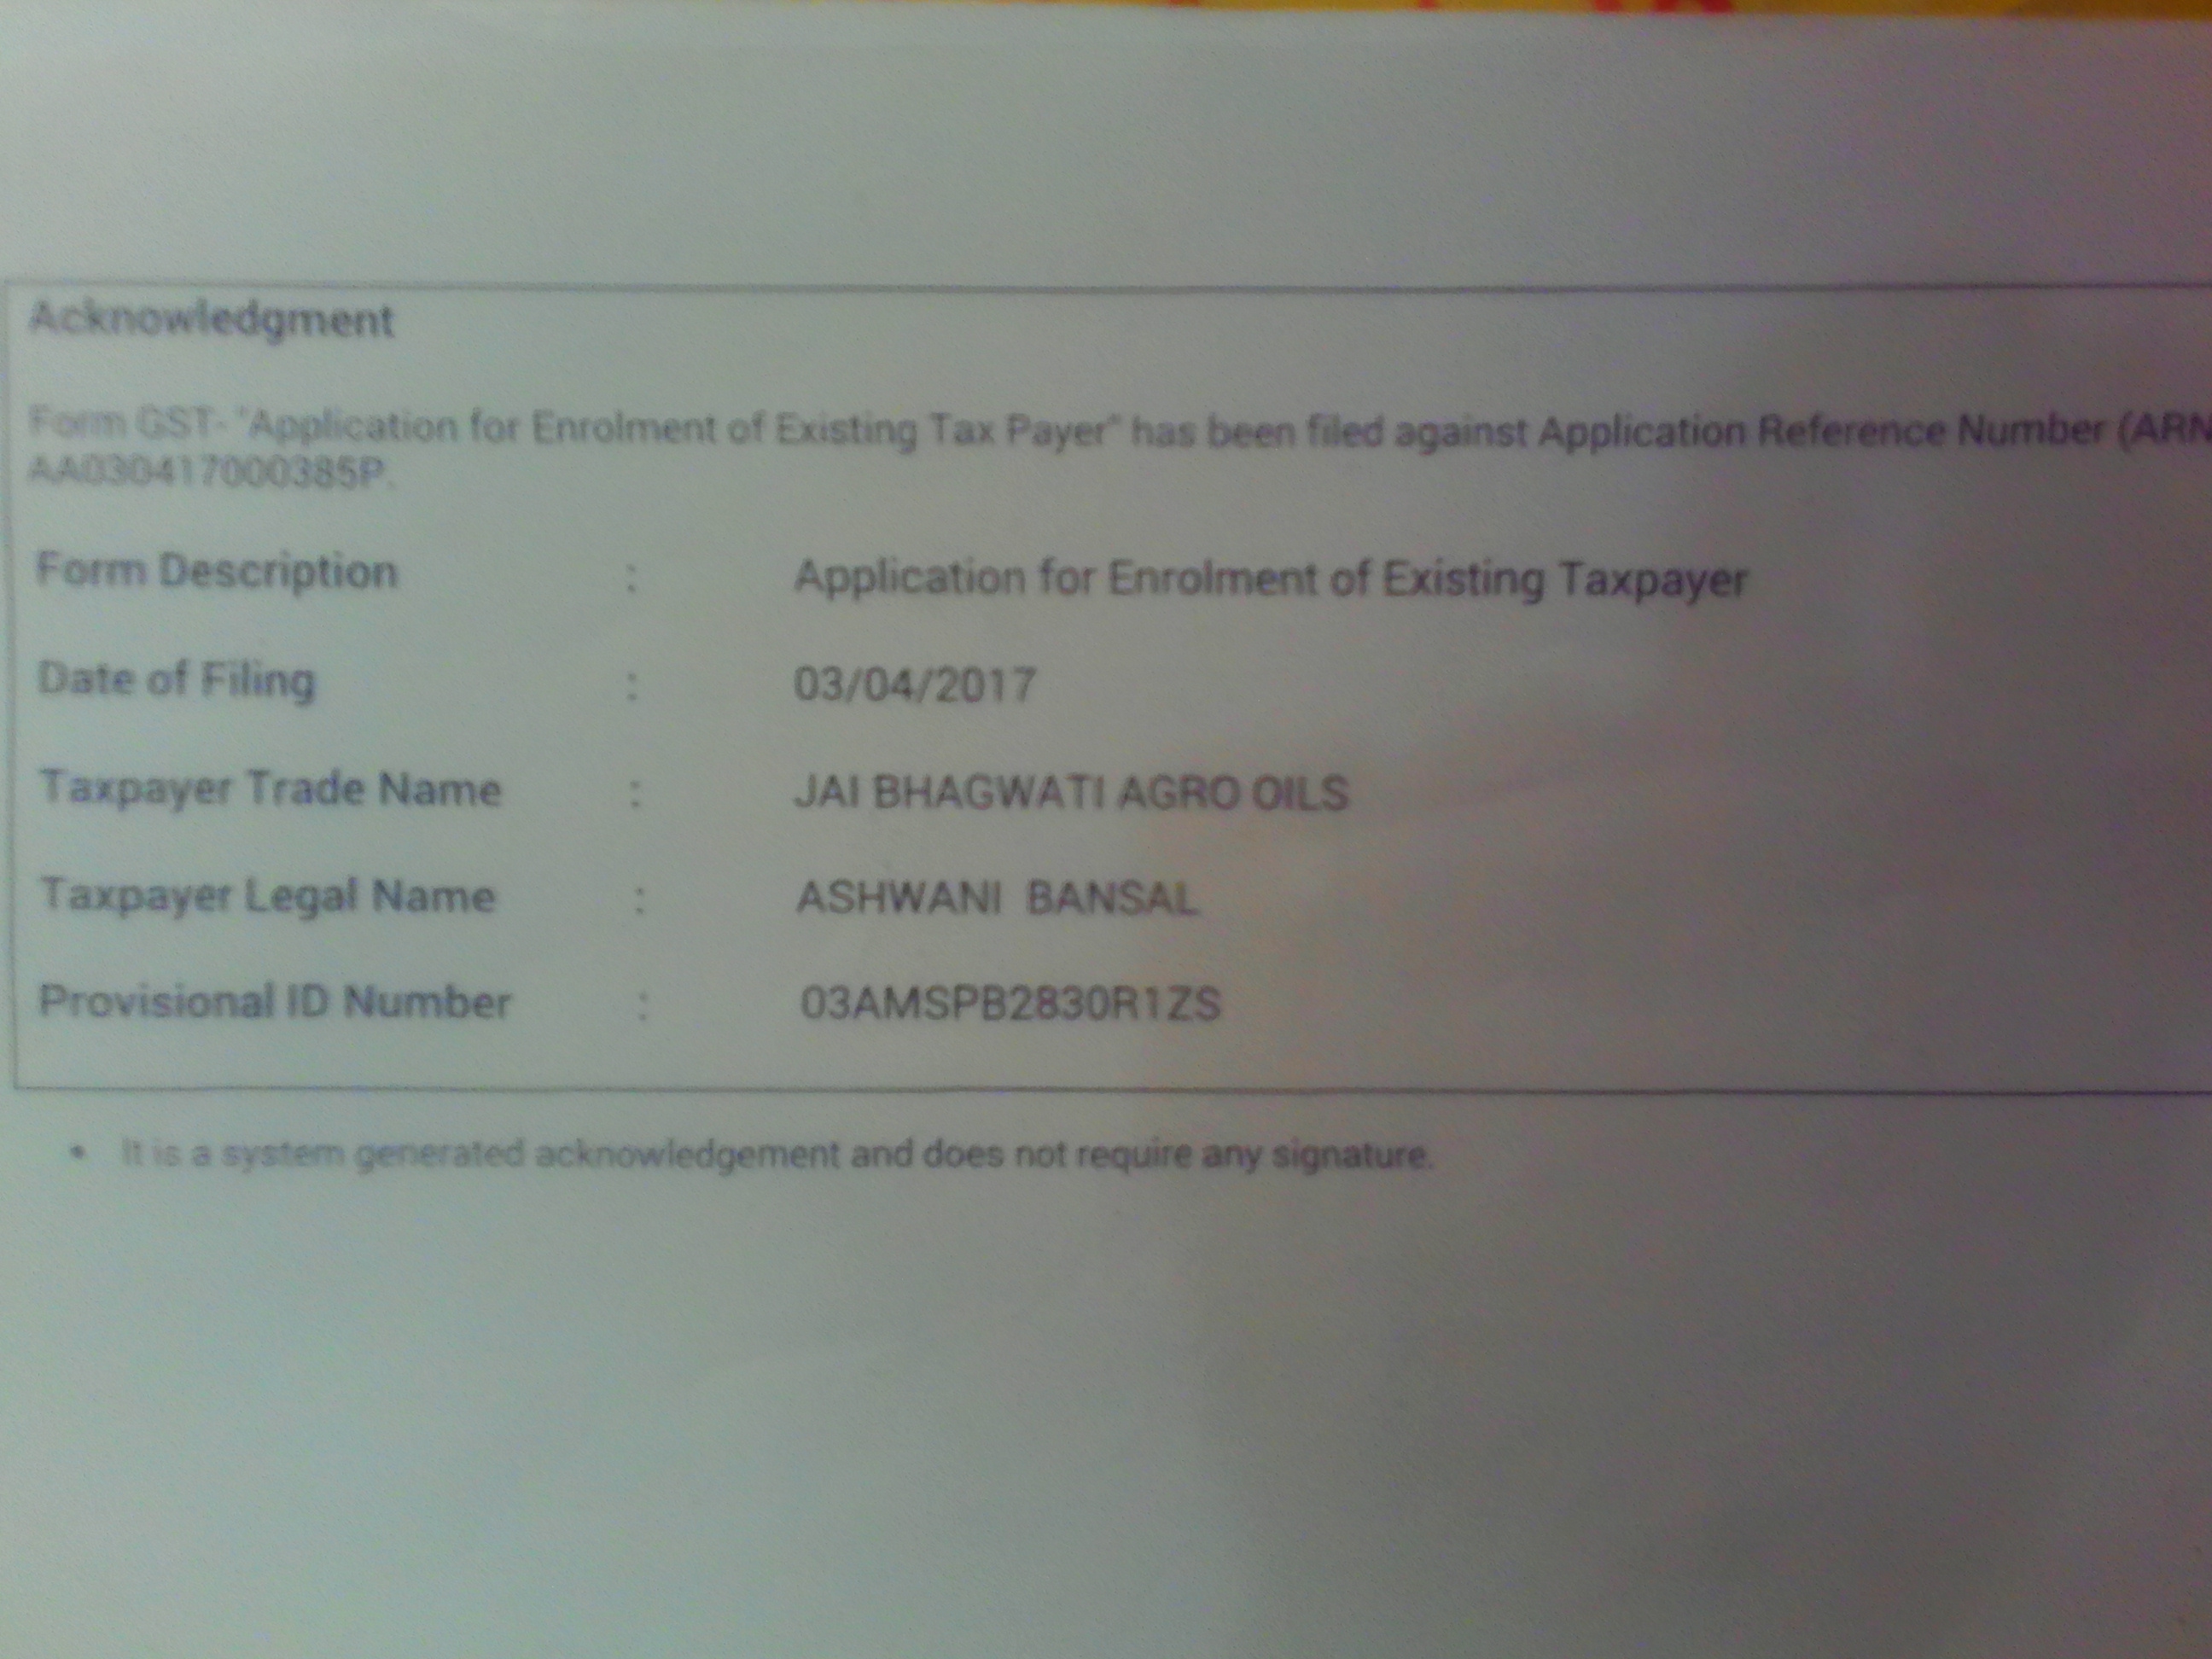 Acknowledgment
Form GST- "Application for Enrolment of Existing Tax Payer" has been filed against Application Reference Number (ARN
AA030417000385P.
Form Description : Application for Enrolment of Existing Taxpayer
Date of Filing : 03/04/2017
Taxpayer Trade Name : JAI BHAGWATI AGRO OILS
Taxpayer Legal Name : ASHWANI BANSAL
Provisional ID Number : 03AMSPB2830R1ZS
• It is a system generated acknowledgement and does not require any signature.